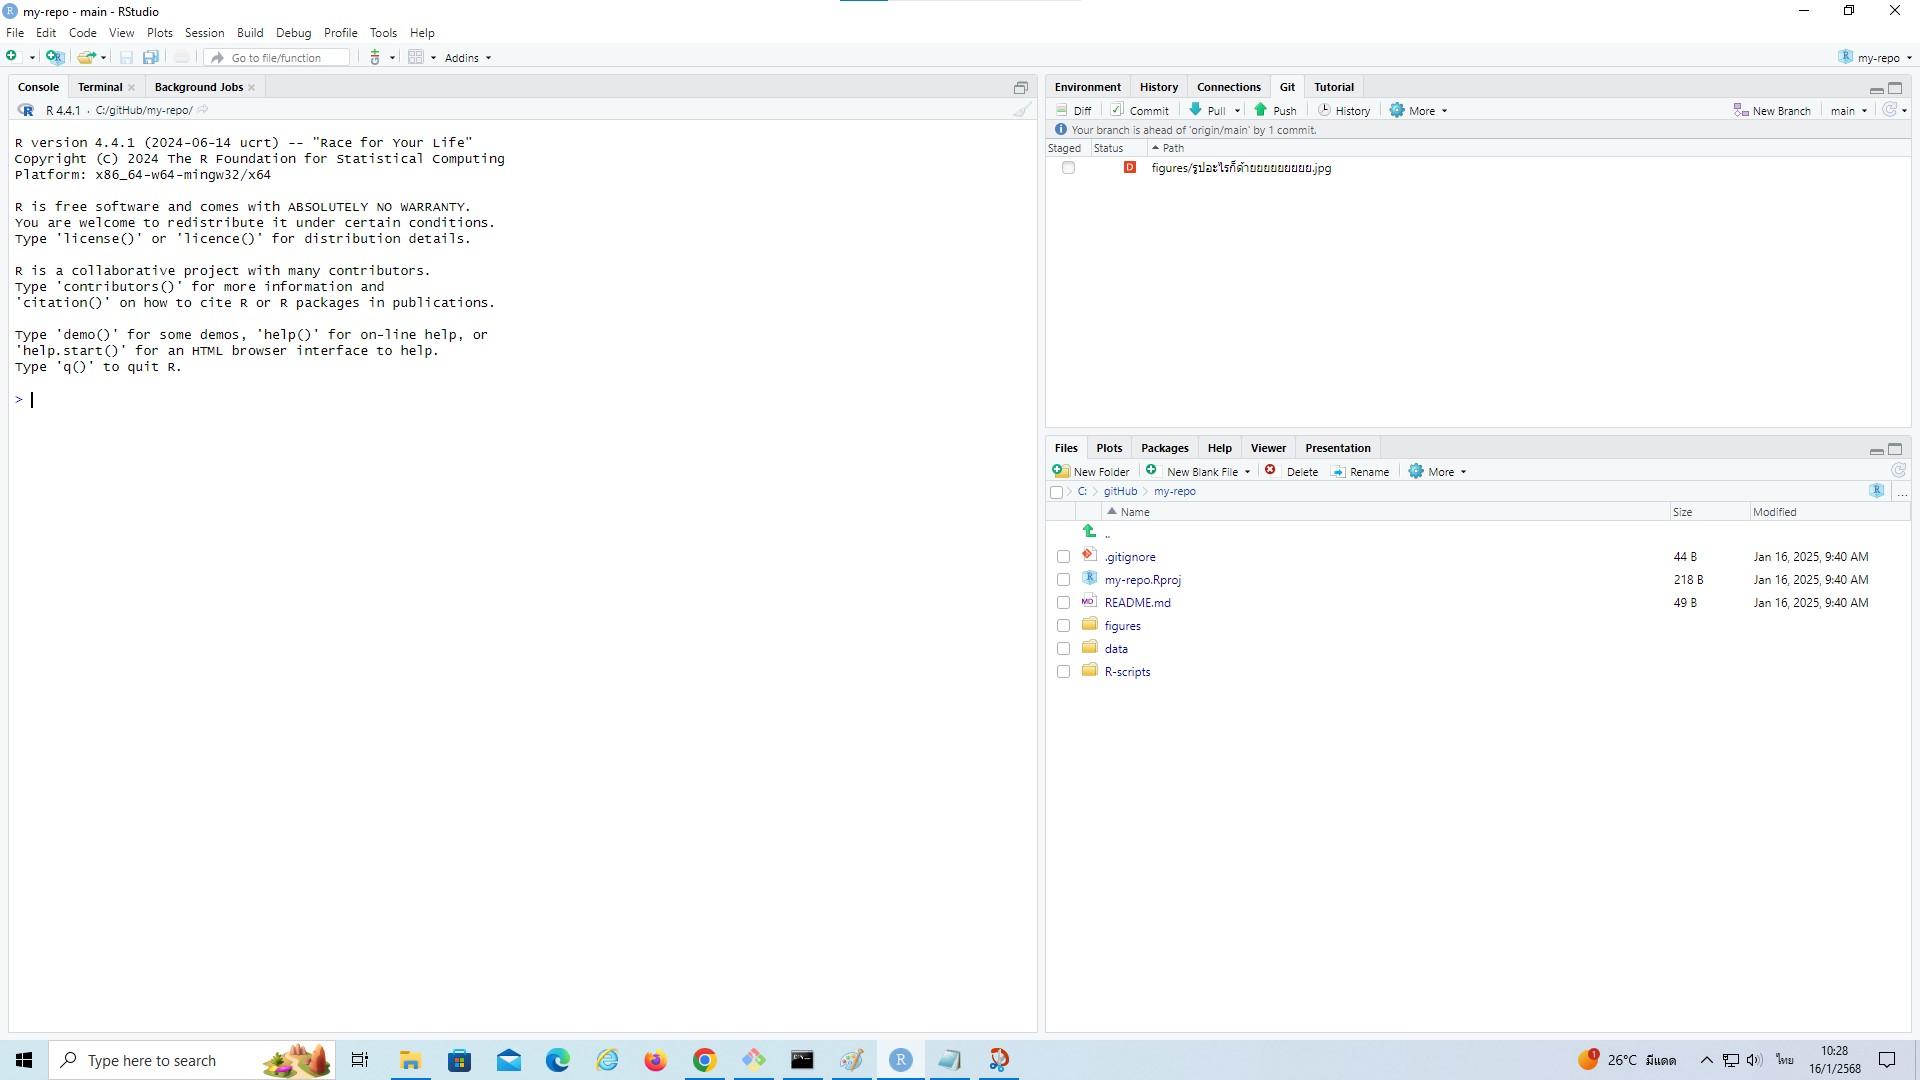 my-repo - main - RStudio
File Edit Code View Plots Session Build Debug Profile Tools Help
Go to file/function Addins my-repo
Console Terminal Background Jobs
R 4.4.1 · C:/gitHub/my-repo/
R version 4.4.1 (2024-06-14 ucrt) -- "Race for Your Life"
Copyright (C) 2024 The R Foundation for Statistical Computing
Platform: x86_64-w64-mingw32/x64
R is free software and comes with ABSOLUTELY NO WARRANTY.
You are welcome to redistribute it under certain conditions.
Type 'license()' or 'licence()' for distribution details.
R is a collaborative project with many contributors.
Type 'contributors()' for more information and
'citation()' on how to cite R or R packages in publications.
Type 'demo()' for some demos, 'help()' for on-line help, or
'help.start()' for an HTML browser interface to help.
Type 'q()' to quit R.
>
Environment History Connections Git Tutorial
Diff Commit Pull Push History More New Branch main
Your branch is ahead of 'origin/main' by 1 commit.
Staged Status Path
D figures/รูปอะไรก็ด้ายยยยยยยยย.jpg
Files Plots Packages Help Viewer Presentation
New Folder New Blank File Delete Rename More
C: gitHub my-repo ...
Name Size Modified
..
.gitignore 44 B Jan 16, 2025, 9:40 AM
my-repo.Rproj 218 B Jan 16, 2025, 9:40 AM
README.md 49 B Jan 16, 2025, 9:40 AM
figures
data
R-scripts
Type here to search
1 26°C มีแดด ไทย
10:28
16/1/2568